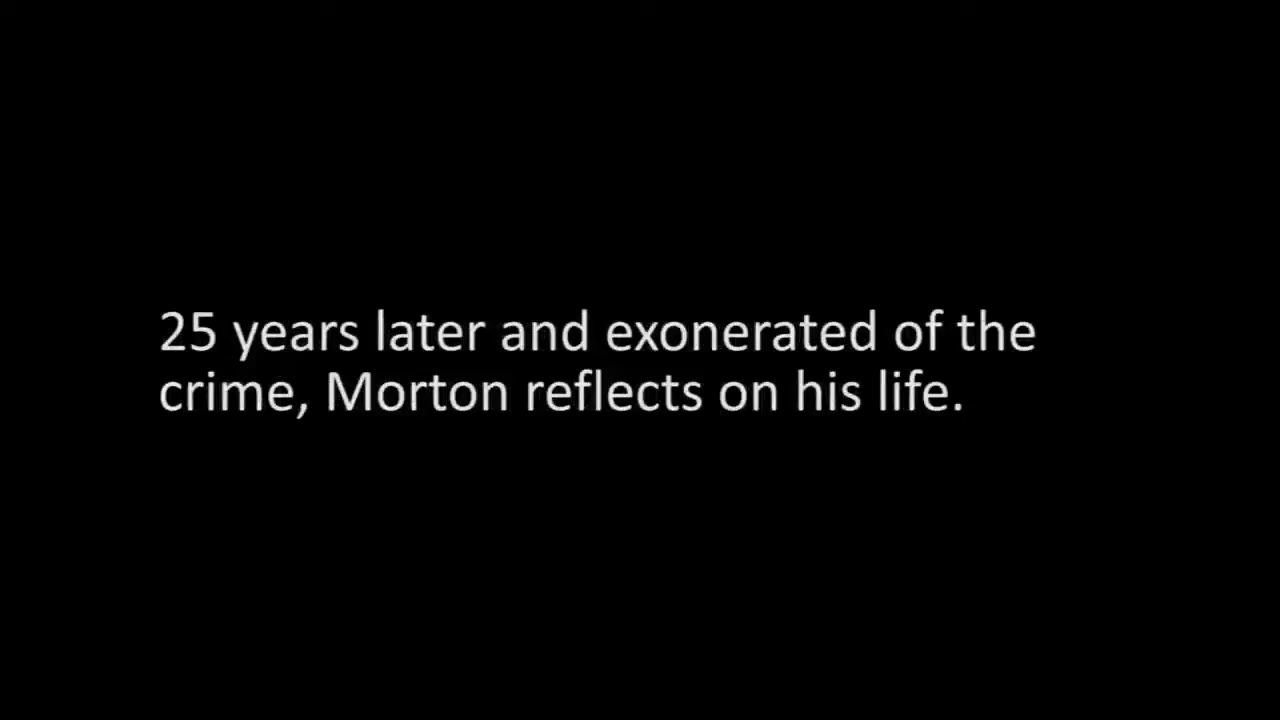 25 years later and exonerated of the
crime, Morton reflects on his life.